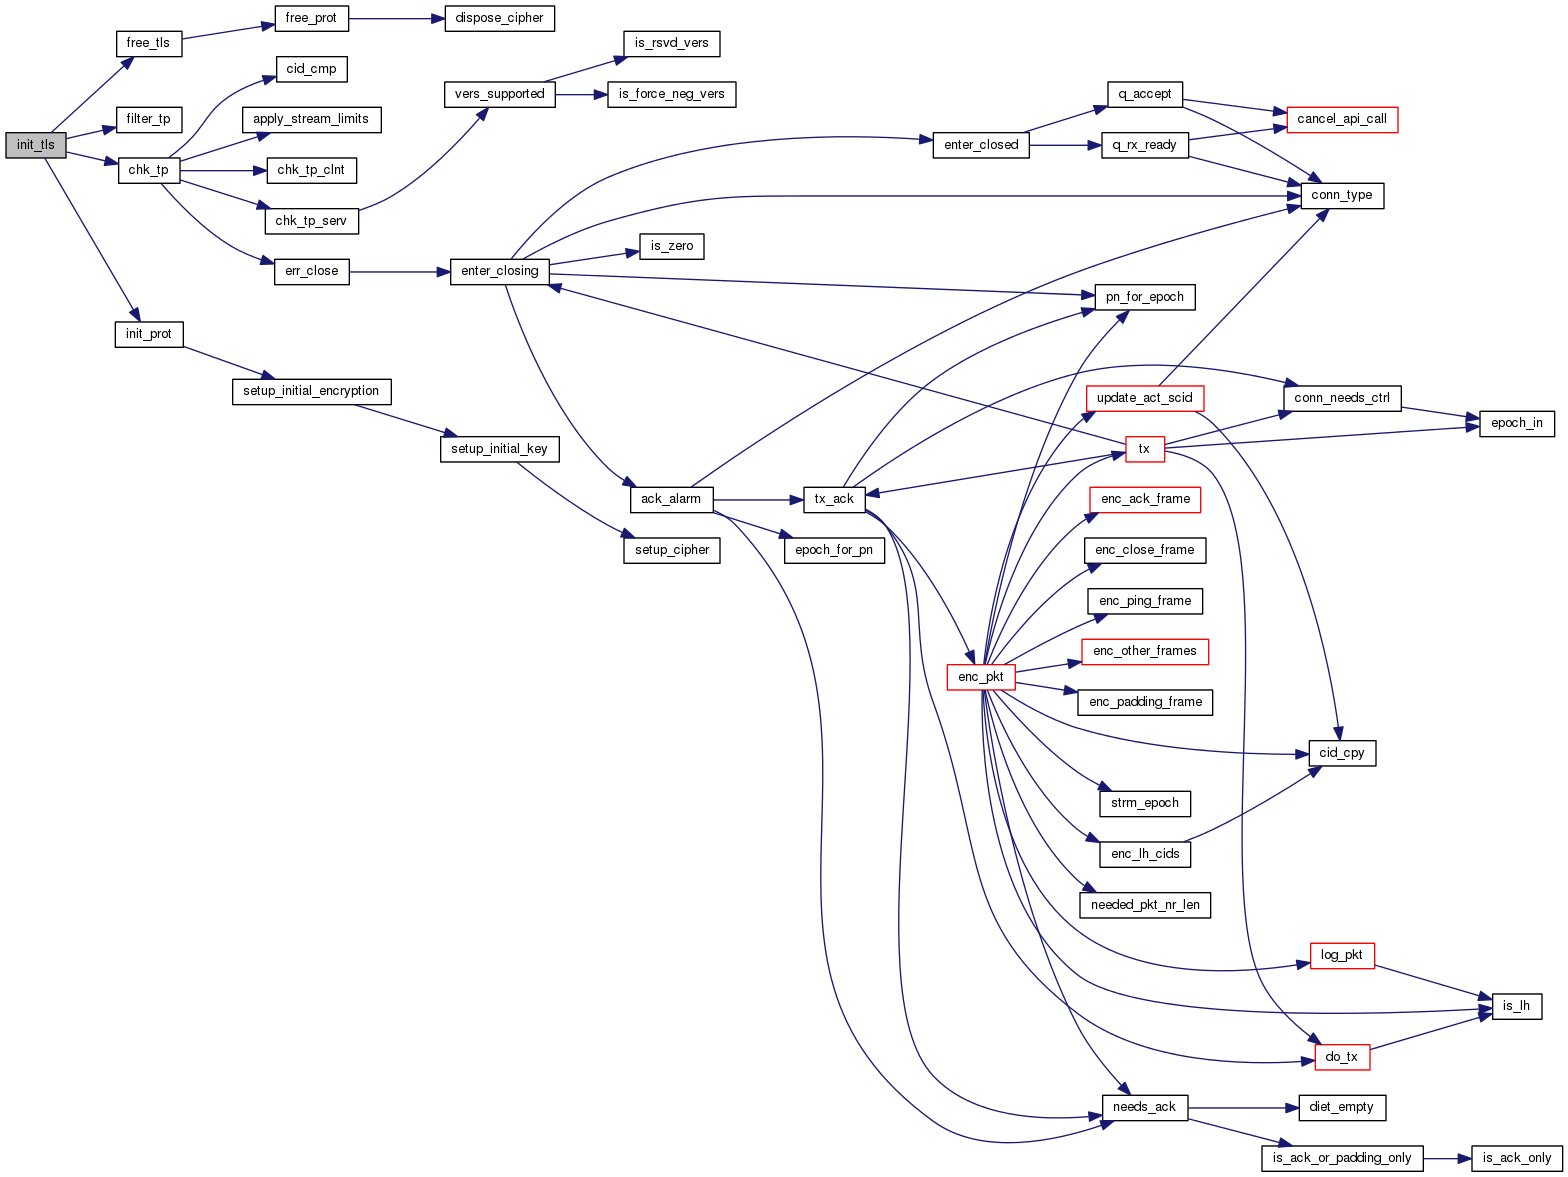 free_prot
dispose_cipher
free_tls
is_rsvd_vers
cid_cmp
vers_supported
is_force_neg_vers
q_accept
filter_tp
apply_stream_limits
cancel_api_call
init_tls
enter_closed
q_rx_ready
chk_tp
chk_tp_clnt
conn_type
chk_tp_serv
is_zero
err_close
enter_closing
pn_for_epoch
init_prot
setup_initial_encryption
update_act_scid
conn_needs_ctrl
epoch_in
setup_initial_key
tx
ack_alarm
tx_ack
enc_ack_frame
setup_cipher
epoch_for_pn
enc_close_frame
enc_ping_frame
enc_other_frames
enc_pkt
enc_padding_frame
cid_cpy
strm_epoch
enc_lh_cids
needed_pkt_nr_len
log_pkt
is_lh
do_tx
needs_ack
diet_empty
is_ack_or_padding_only
is_ack_only